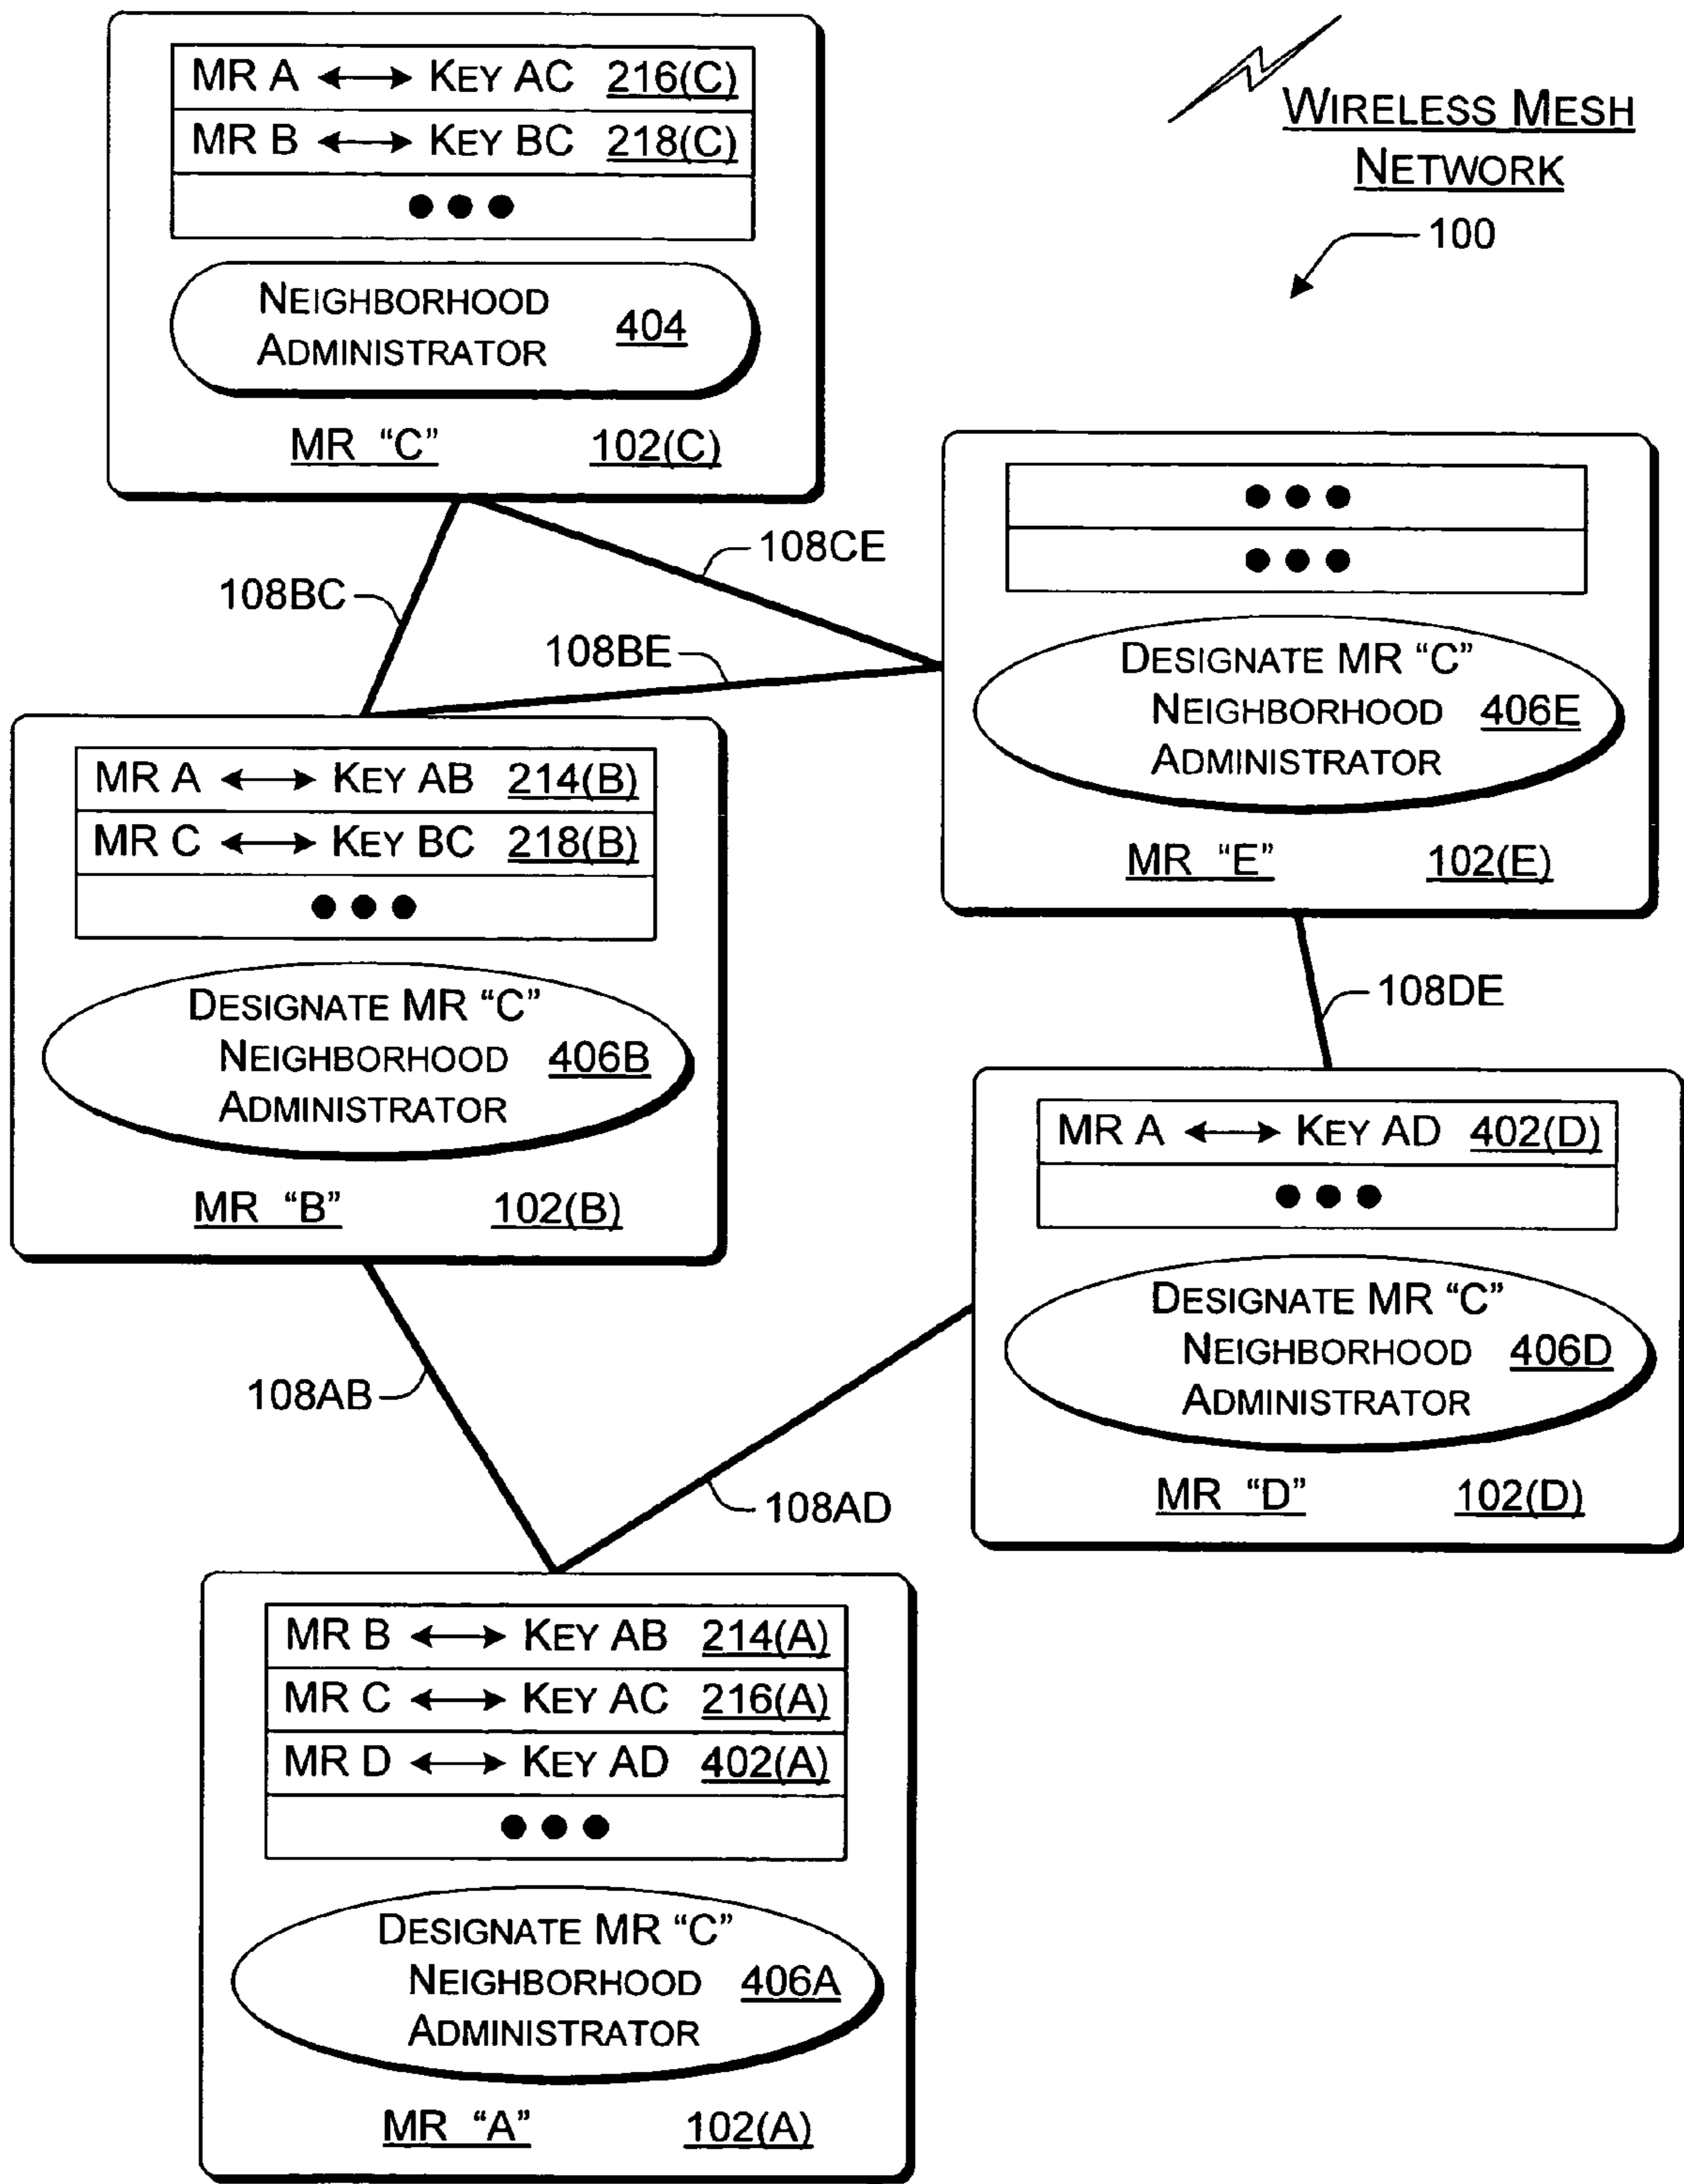 MR A ↔ KEY AC 216(C)
MR B ↔ KEY BC 218(C)
●●●
NEIGHBORHOOD
ADMINISTRATOR 404
MR “C” 102(C)
WIRELESS MESH
NETWORK
100
108CE
108BC
108BE
●●●
●●●
DESIGNATE MR “C”
NEIGHBORHOOD 406E
ADMINISTRATOR
MR “E” 102(E)
MR A ↔ KEY AB 214(B)
MR C ↔ KEY BC 218(B)
●●●
DESIGNATE MR “C”
NEIGHBORHOOD 406B
ADMINISTRATOR
MR “B” 102(B)
108DE
MR A ↔ KEY AD 402(D)
●●●
DESIGNATE MR “C”
NEIGHBORHOOD 406D
ADMINISTRATOR
MR “D” 102(D)
108AB
108AD
MR B ↔ KEY AB 214(A)
MR C ↔ KEY AC 216(A)
MR D ↔ KEY AD 402(A)
●●●
DESIGNATE MR “C”
NEIGHBORHOOD 406A
ADMINISTRATOR
MR “A” 102(A)